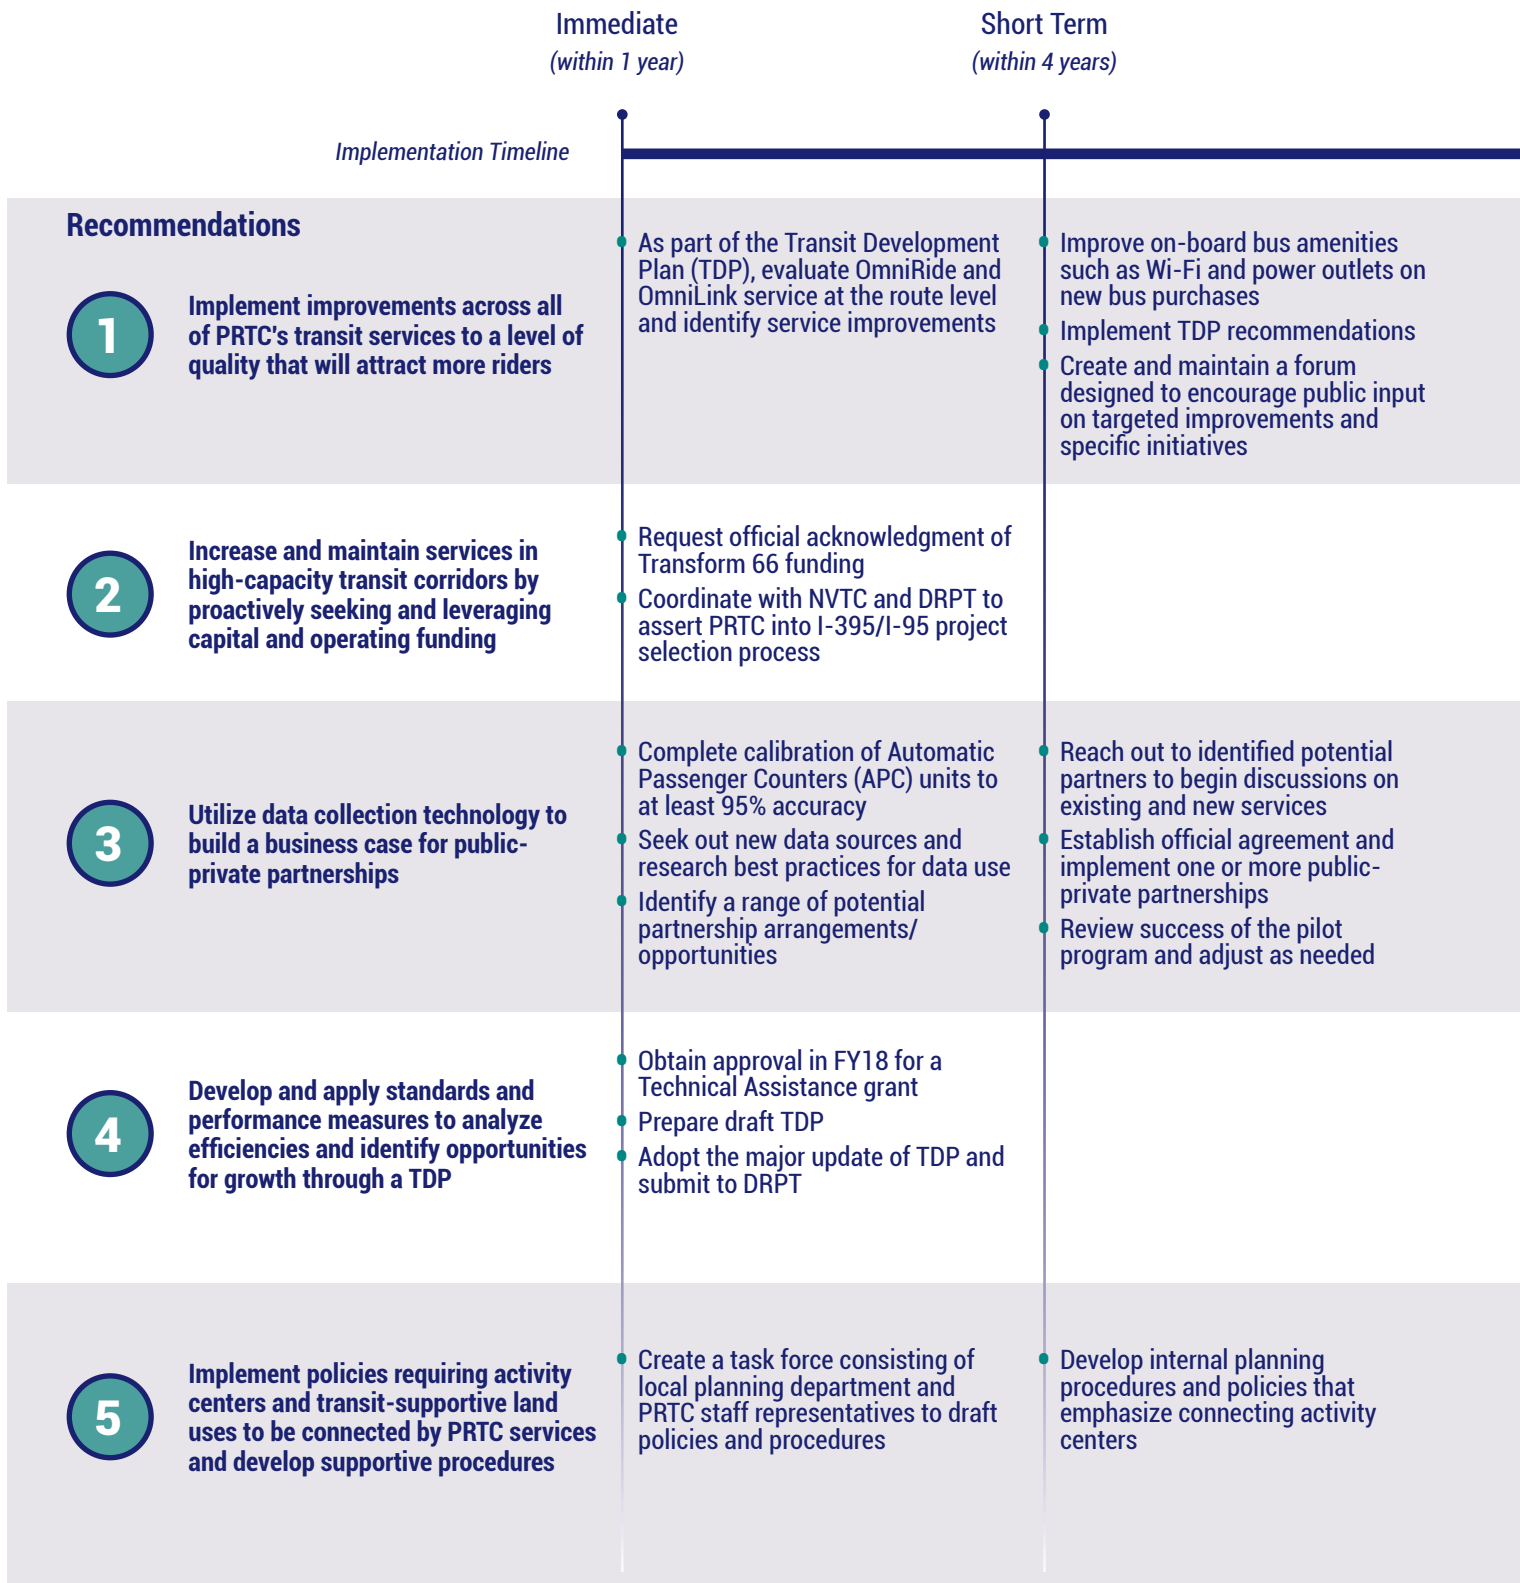 Immediate
(within 1 year)
Short Term
(within 4 years)
Implementation Timeline
Recommendations
1
Implement improvements across all
of PRTC's transit services to a level of
quality that will attract more riders
As part of the Transit Development
Plan (TDP), evaluate OmniRide and
OmniLink service at the route level
and identify service improvements
Improve on-board bus amenities
such as Wi-Fi and power outlets on
new bus purchases
Implement TDP recommendations
Create and maintain a forum
designed to encourage public input
on targeted improvements and
specific initiatives
2
Increase and maintain services in
high-capacity transit corridors by
proactively seeking and leveraging
capital and operating funding
Request official acknowledgment of
Transform 66 funding
Coordinate with NVTC and DRPT to
assert PRTC into I-395/I-95 project
selection process
3
Utilize data collection technology to
build a business case for public-
private partnerships
Complete calibration of Automatic
Passenger Counters (APC) units to
at least 95% accuracy
Seek out new data sources and
research best practices for data use
Identify a range of potential
partnership arrangements/
opportunities
Reach out to identified potential
partners to begin discussions on
existing and new services
Establish official agreement and
implement one or more public-
private partnerships
Review success of the pilot
program and adjust as needed
4
Develop and apply standards and
performance measures to analyze
efficiencies and identify opportunities
for growth through a TDP
Obtain approval in FY18 for a
Technical Assistance grant
Prepare draft TDP
Adopt the major update of TDP and
submit to DRPT
5
Implement policies requiring activity
centers and transit-supportive land
uses to be connected by PRTC services
and develop supportive procedures
Create a task force consisting of
local planning department and
PRTC staff representatives to draft
policies and procedures
Develop internal planning
procedures and policies that
emphasize connecting activity
centers